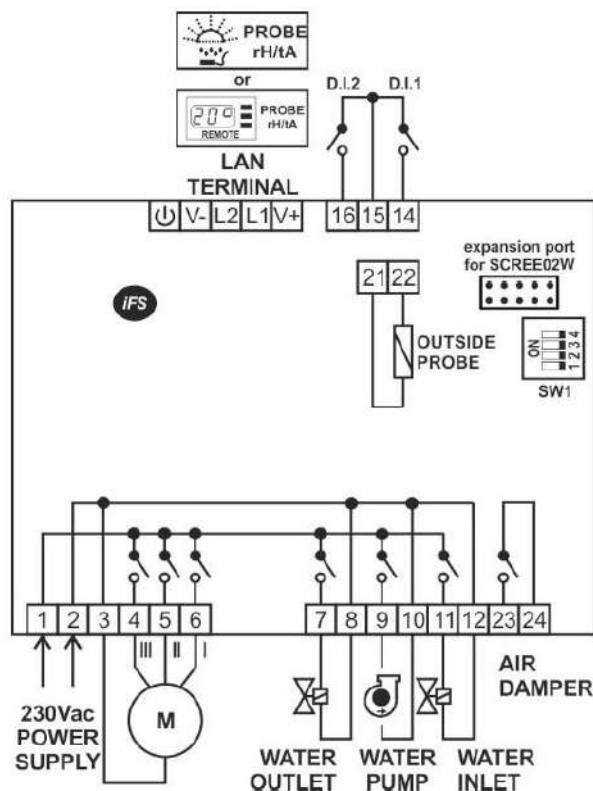 PROBE
rH/tA
or
20°
REMOTE
PROBE
rH/tA
D.I.2
D.I.1
LAN
TERMINAL
V- L2 L1 V+
16 15 14
21 22
expansion port
for SCREE02W
iFS
OUTSIDE
PROBE
ON
1 2 3 4
SW1
1 2 3 4 5 6
7 8 9 10 11 12 23 24
III II I
M
230Vac
POWER
SUPPLY
AIR
DAMPER
WATER
OUTLET
WATER
PUMP
WATER
INLET